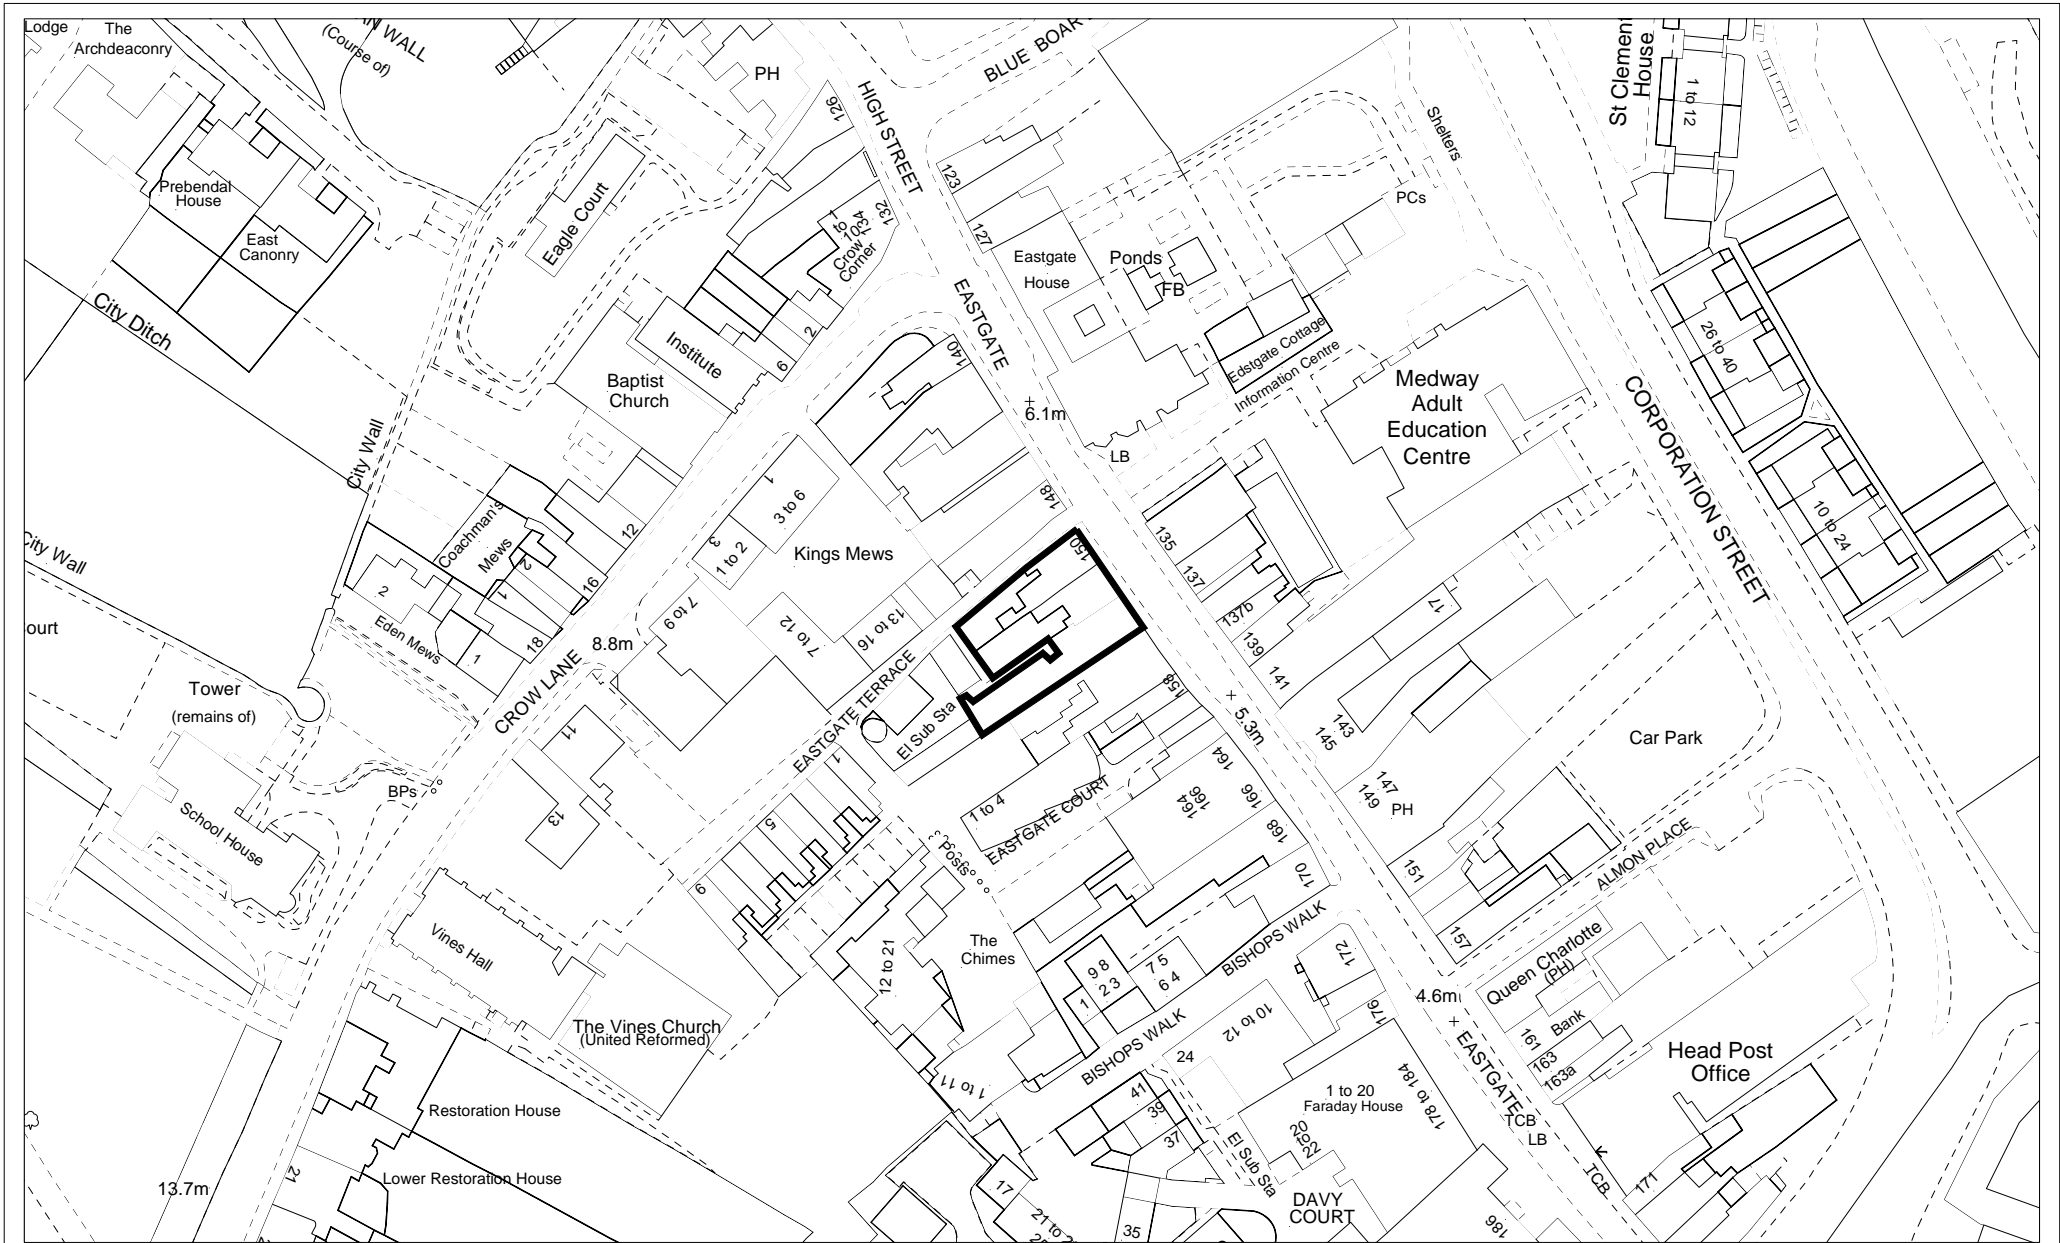 Lodge
The
Archdeaconry
AN WALL
(Course of)
PH
126
HIGH STREET
BLUE BOAR
St Clement
House
1 to 12
Shelters
PCs
Prebendal
House
East
Canonry
Eagle Court
132
134
1
to
10
Crow
Corner
123
127
Eastgate
House
Ponds
FB
Edstgate Cottage
Information Centre
City Ditch
Institute
2
6
Baptist
Church
EASTGATE
140
6.1m
LB
Medway
Adult
Education
Centre
CORPORATION STREET
26 to 40
10 to 24
City Wall
City Wall
Coachman's
Mews
2
1
12
16
18
1
3 to 6
3
1 to 2
Kings Mews
148
150
135
137
137b
139
141
17
2
Eden Mews
1
ourt
8.8m
CROW LANE
7 to 9
7 to 12
13 to 16
EASTGATE TERRACE
El Sub Sta
158
5.3m
143
145
147
149
PH
Car Park
Tower
(remains of)
BPs
School House
11
13
1
5
9
1 to 4
EASTGATE COURT
164
166
164
166
168
170
151
157
ALMON PLACE
Posts
The
Chimes
12 to 21
Vines Hall
The Vines Church
(United Reformed)
BISHOPS WALK
9 8
2 3
1
7 5
6 4
172
176
4.6m
Queen Charlotte
(PH)
Bank
161
163
163a
Head Post
Office
EASTGATE
TCB
LB
TCB
171
BISHOPS WALK
10 to 12
24
1 to 11
41
39
37
El Sub Sta
1 to 20
Faraday House
20
to
22
178 to 184
186
DAVY
COURT
Restoration House
Lower Restoration House
21
13.7m
17
21 to 2
35